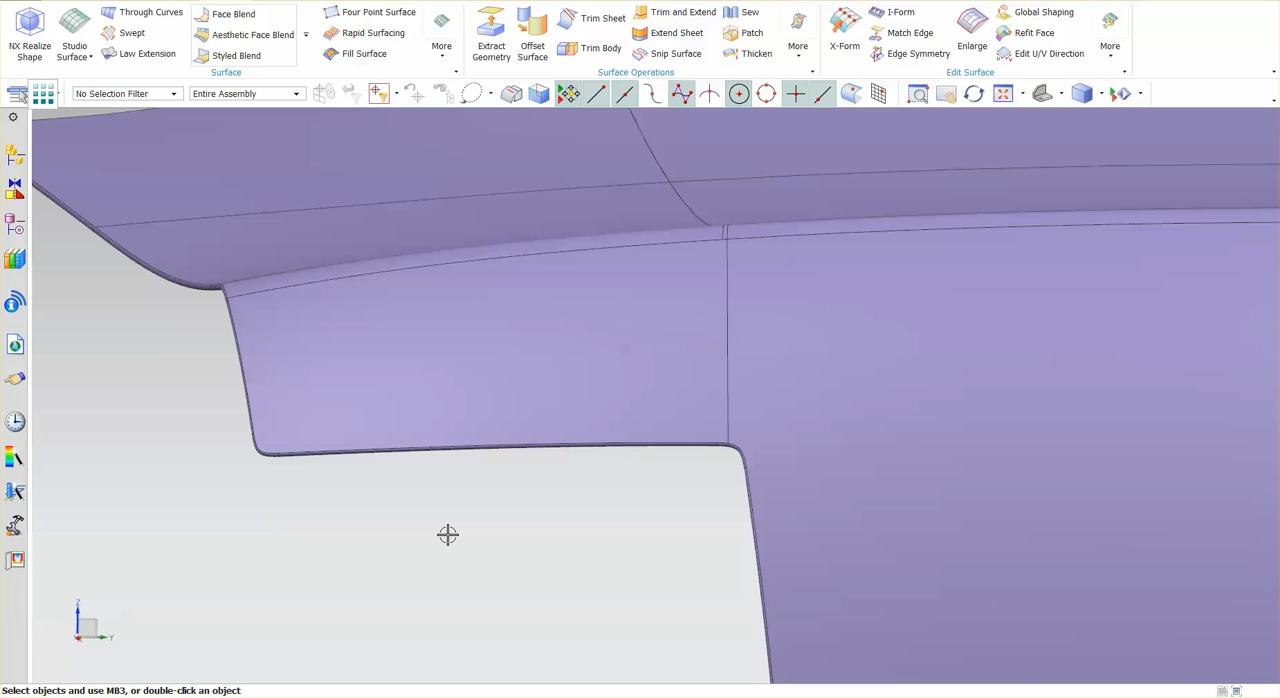 NX Realize Shape
Studio Surface
Through Curves
Swept
Law Extension
Face Blend
Aesthetic Face Blend
Styled Blend
Four Point Surface
Rapid Surfacing
Fill Surface
More
Surface
Extract Geometry
Offset Surface
Trim Sheet
Trim Body
Trim and Extend
Extend Sheet
Snip Surface
Sew
Patch
Thicken
More
Surface Operations
X-Form
I-Form
Match Edge
Edge Symmetry
Enlarge
Global Shaping
Refit Face
Edit U/V Direction
More
Edit Surface
No Selection Filter
Entire Assembly
Z
Y
Select objects and use MB3, or double-click an object